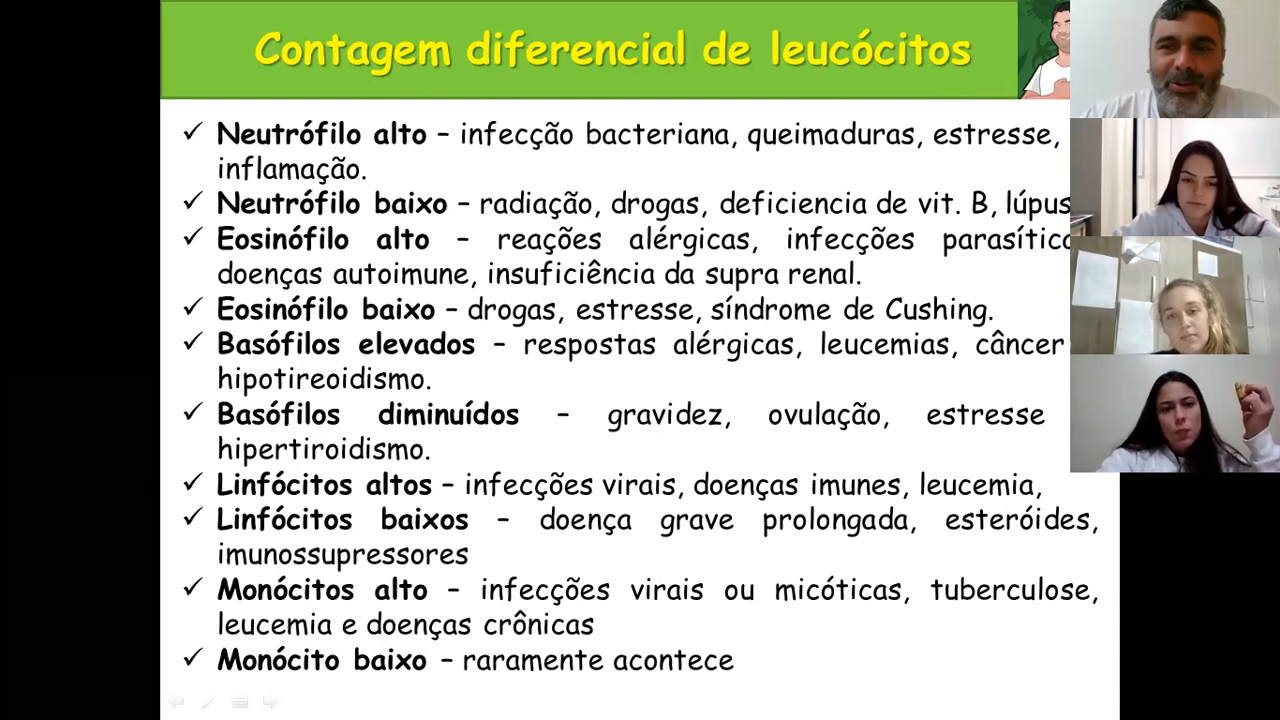 Contagem diferencial de leucócitos
✓ Neutrófilo alto – infecção bacteriana, queimaduras, estresse,
inflamação.
✓ Neutrófilo baixo – radiação, drogas, deficiencia de vit. B, lúpus
✓ Eosinófilo alto – reações alérgicas, infecções
doenças autoimune, insuficiência da supra renal.
✓ Eosinófilo baixo – drogas, estresse, síndrome de Cushing.
✓ Basófilos elevados – respostas alérgicas, leucemias, câncer
hipotireoidismo.
✓ Basófilos diminuídos – gravidez, ovulação, estresse
hipertiroidismo.
✓ Linfócitos altos – infecções virais, doenças imunes, leucemia,
✓ Linfócitos baixos – doença grave prolongada, esteróides,
imunossupressores
✓ Monócitos alto – infecções virais ou micóticas, tuberculose,
leucemia e doenças crônicas
✓ Monócito baixo – raramente acontece